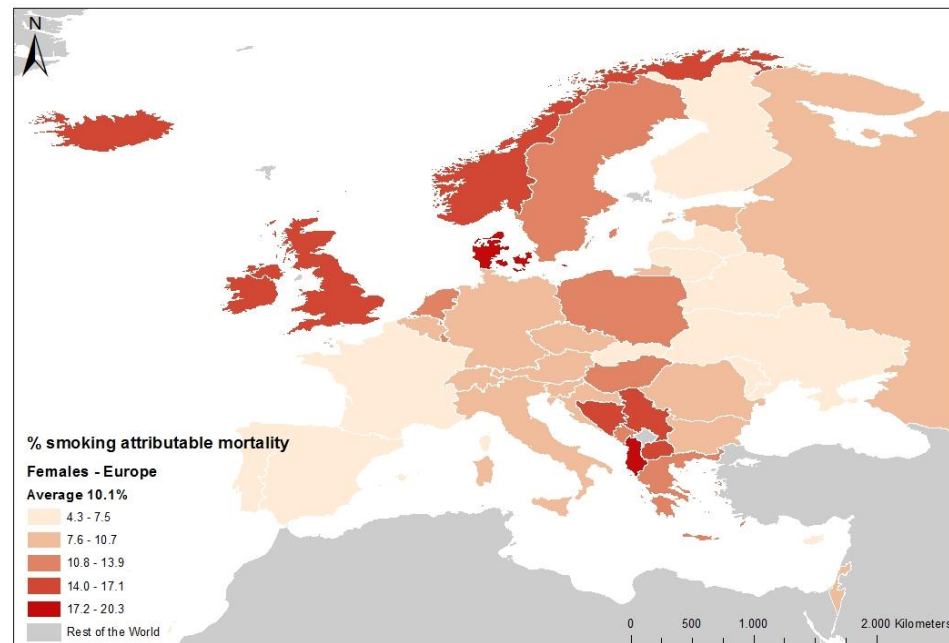 N
% smoking attributable mortality
Females - Europe
Average 10.1%
4.3 - 7.5
7.6 - 10.7
10.8 - 13.9
14.0 - 17.1
17.2 - 20.3
Rest of the World
0 500 1.000 2.000 Kilometers